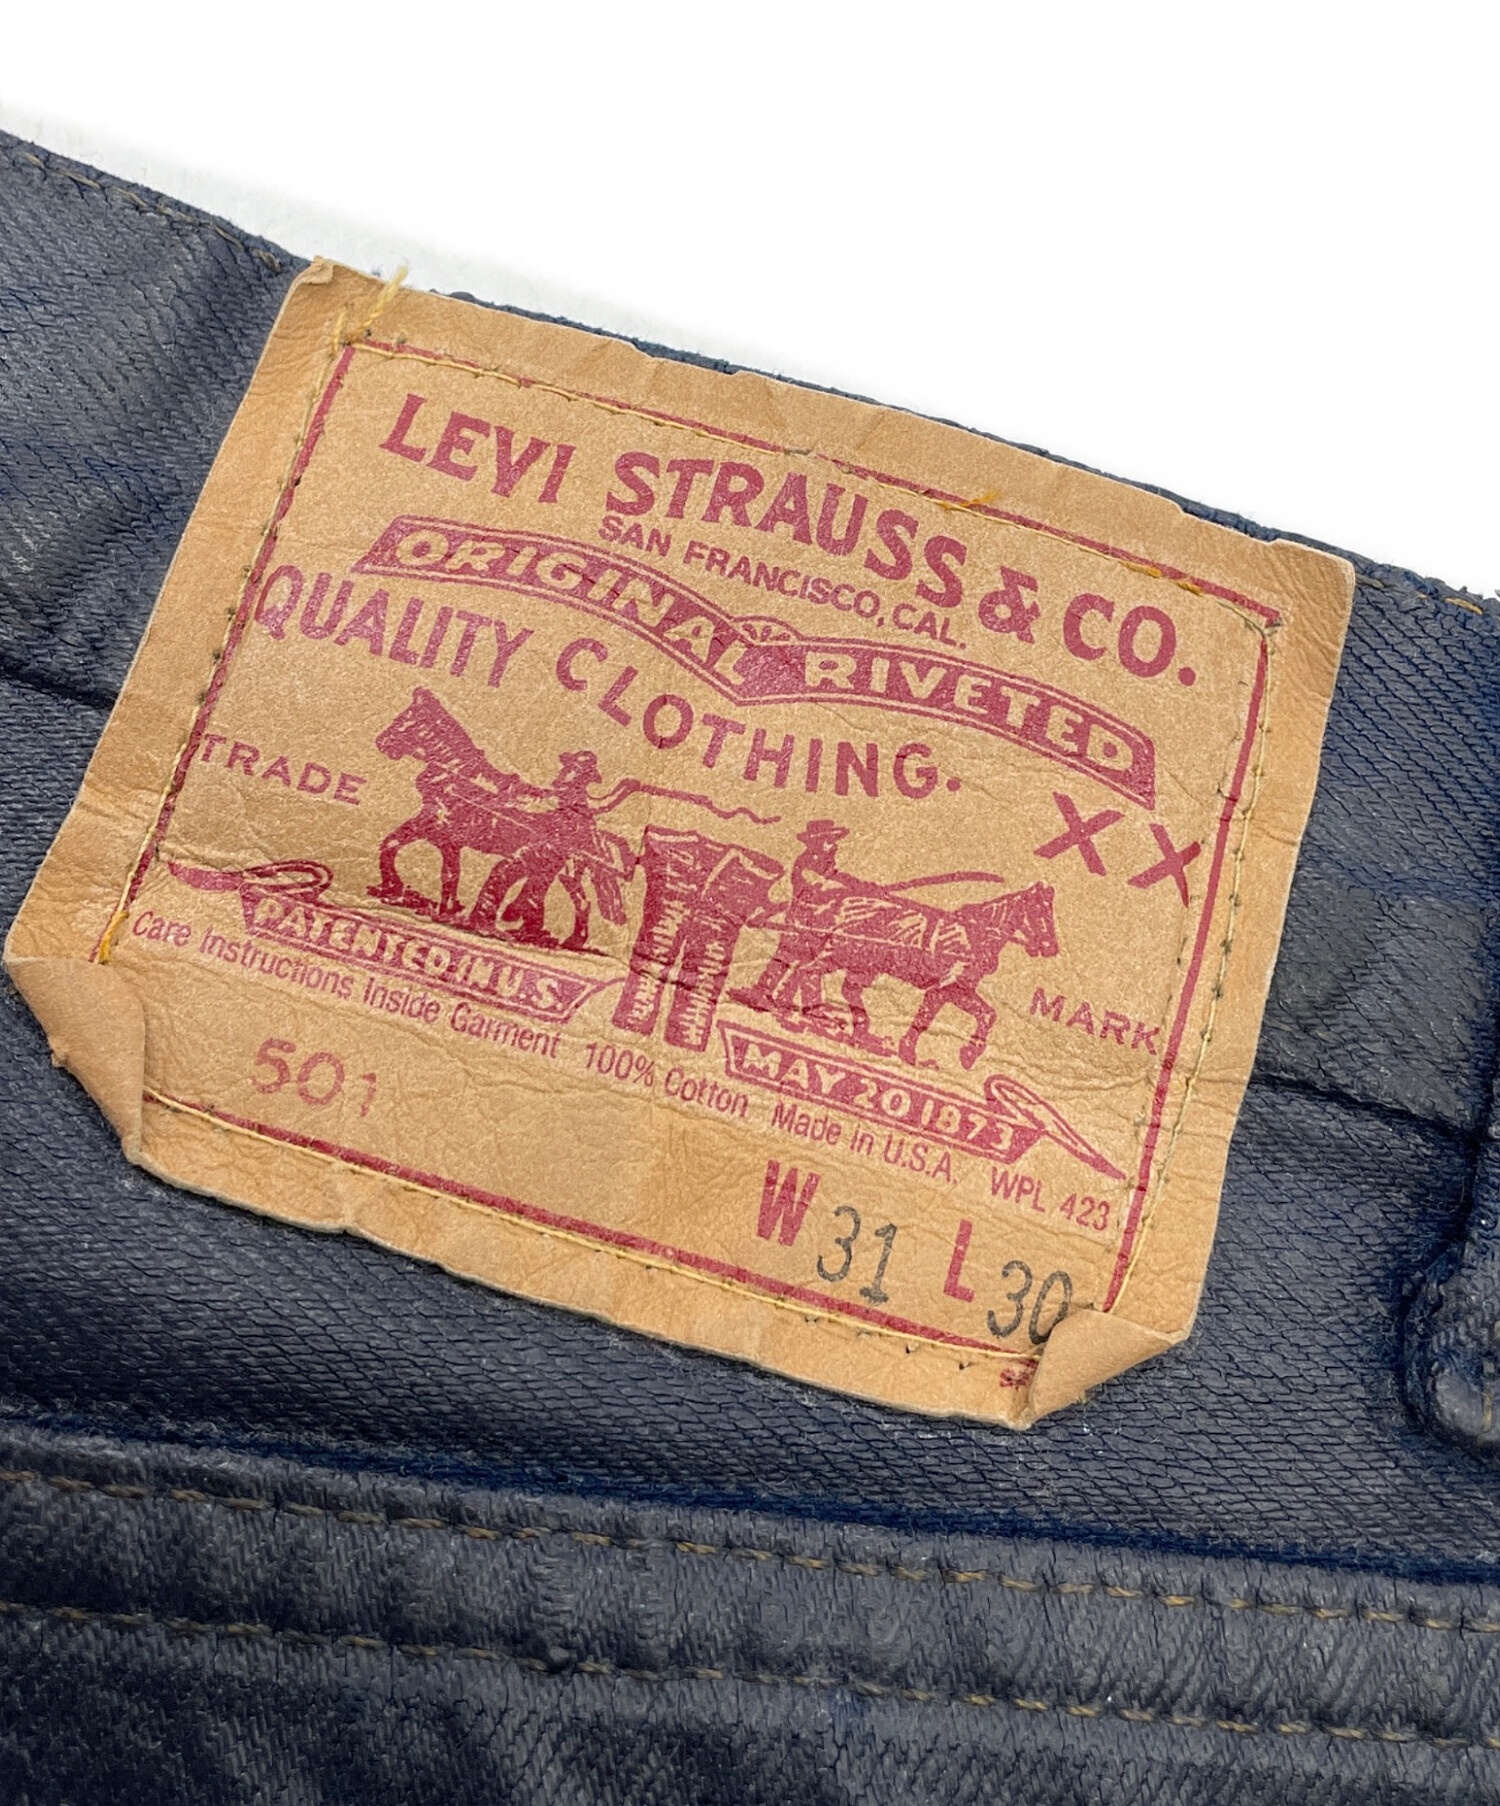 LEVI STRAUSS & CO.
SAN FRANCISCO, CAL.
ORIGINAL RIVETED
QUALITY CLOTHING.
TRADE
XX
PATENTED IN U.S.
MARK
MAY 20 1873
Care Instructions Inside Garment 100% Cotton Made in U.S.A. WPL 423
501
W 31 L 30